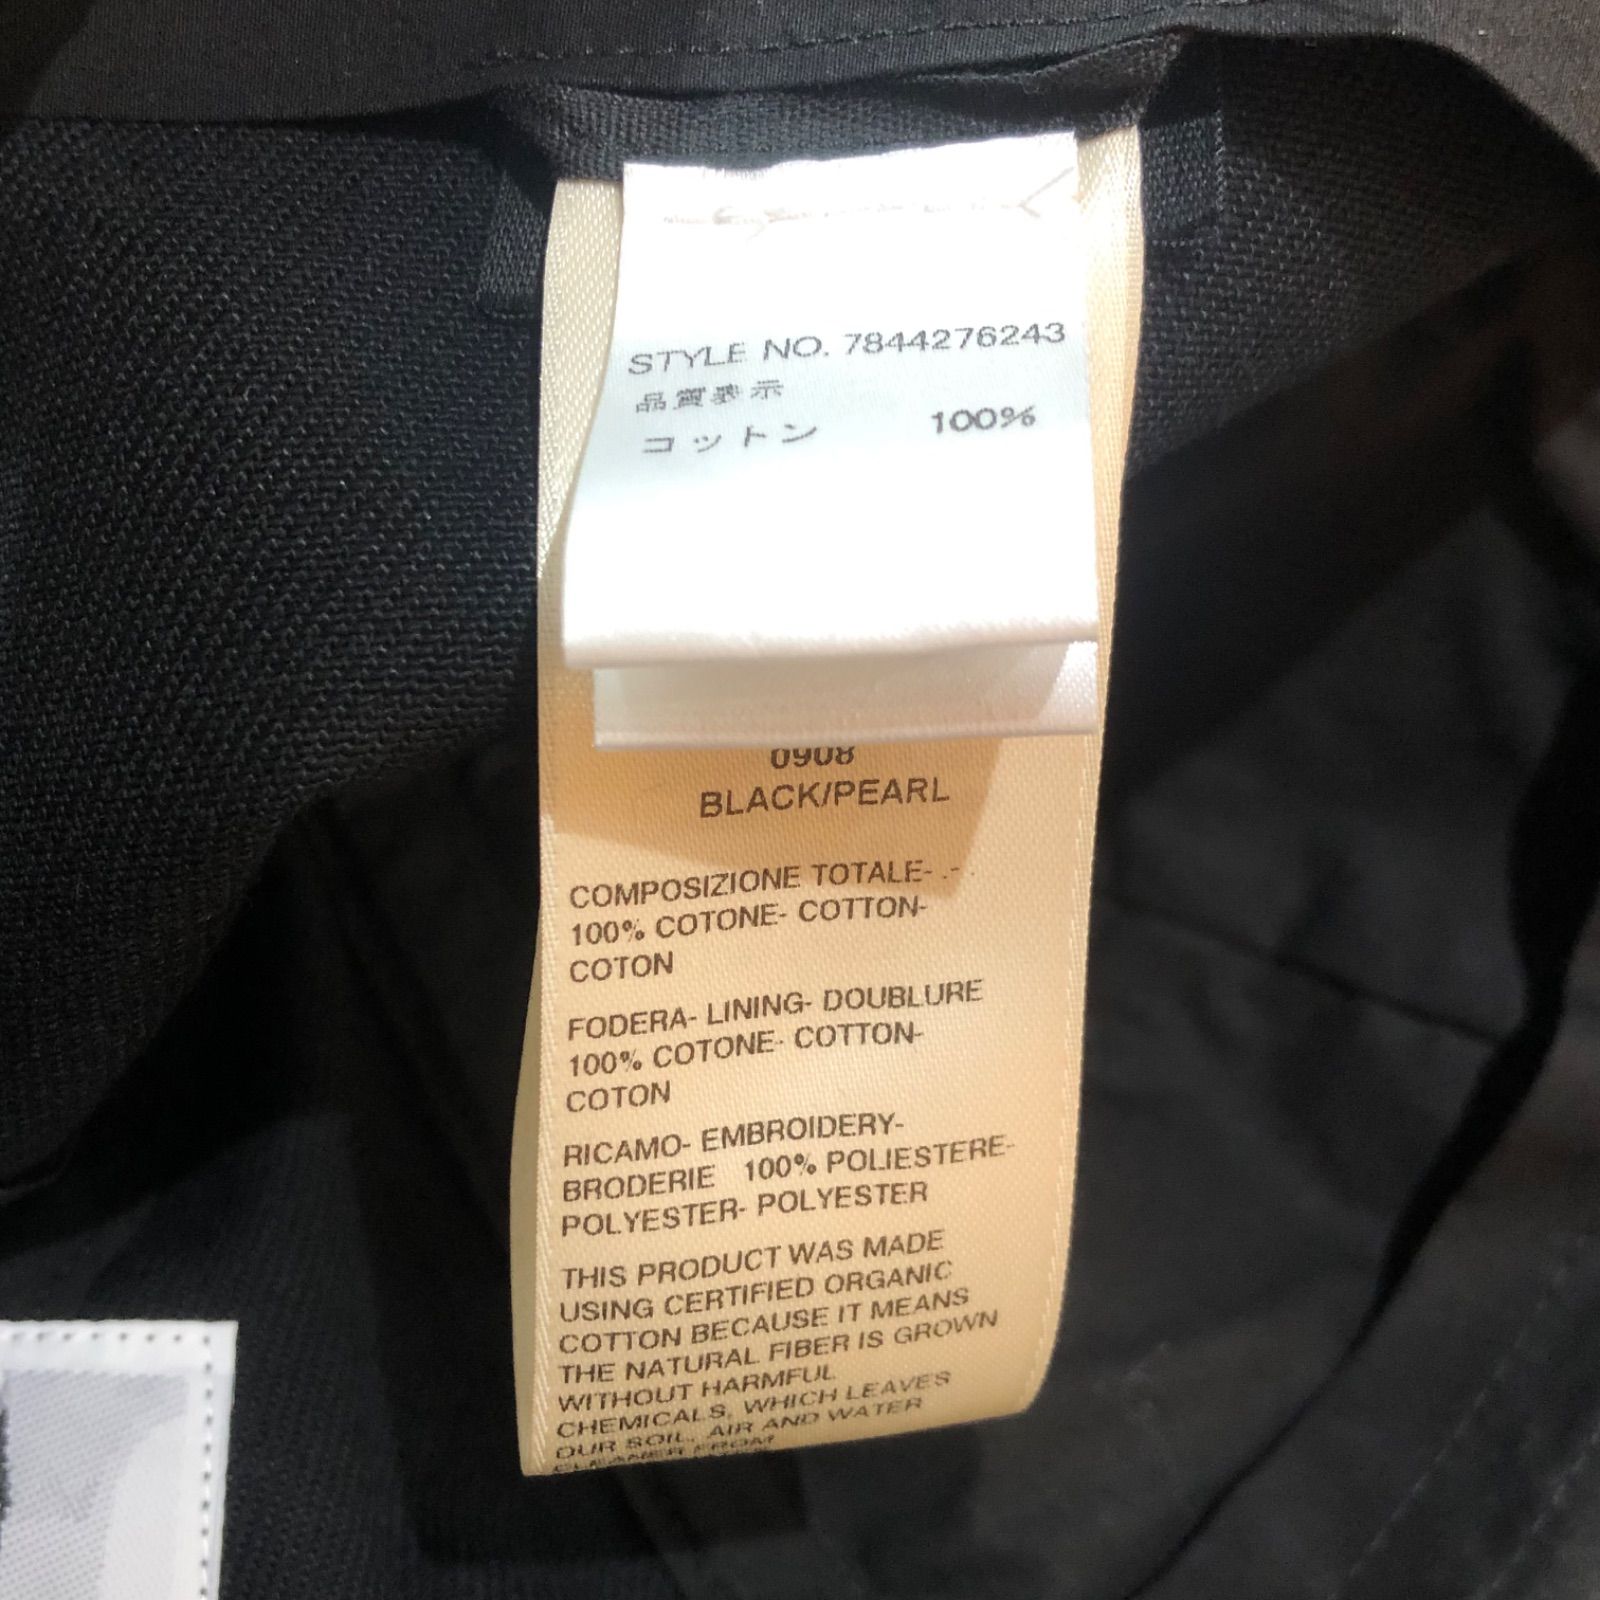 STYLE NO. 7844276243
品質表示
コットン 100%
0908
BLACK/PEARL
COMPOSIZIONE TOTALE- .-
100% COTONE- COTTON-
COTON
FODERA- LINING- DOUBLURE
100% COTONE- COTTON-
COTON
RICAMO- EMBROIDERY-
BRODERIE 100% POLIESTERE-
POLYESTER- POLYESTER
THIS PRODUCT WAS MADE
USING CERTIFIED ORGANIC
COTTON BECAUSE IT MEANS
THE NATURAL FIBER IS GROWN
WITHOUT HARMFUL
CHEMICALS, WHICH LEAVES
OUR SOIL, AIR AND WATER
CLEANER FROM